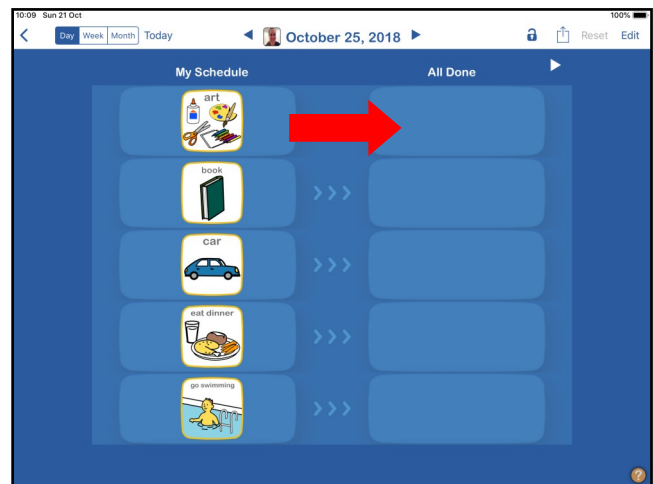 10:09 Sun 21 Oct 100%
Day Week Month Today October 25, 2018 Reset Edit
My Schedule All Done
art
book
car
eat dinner
go swimming
?